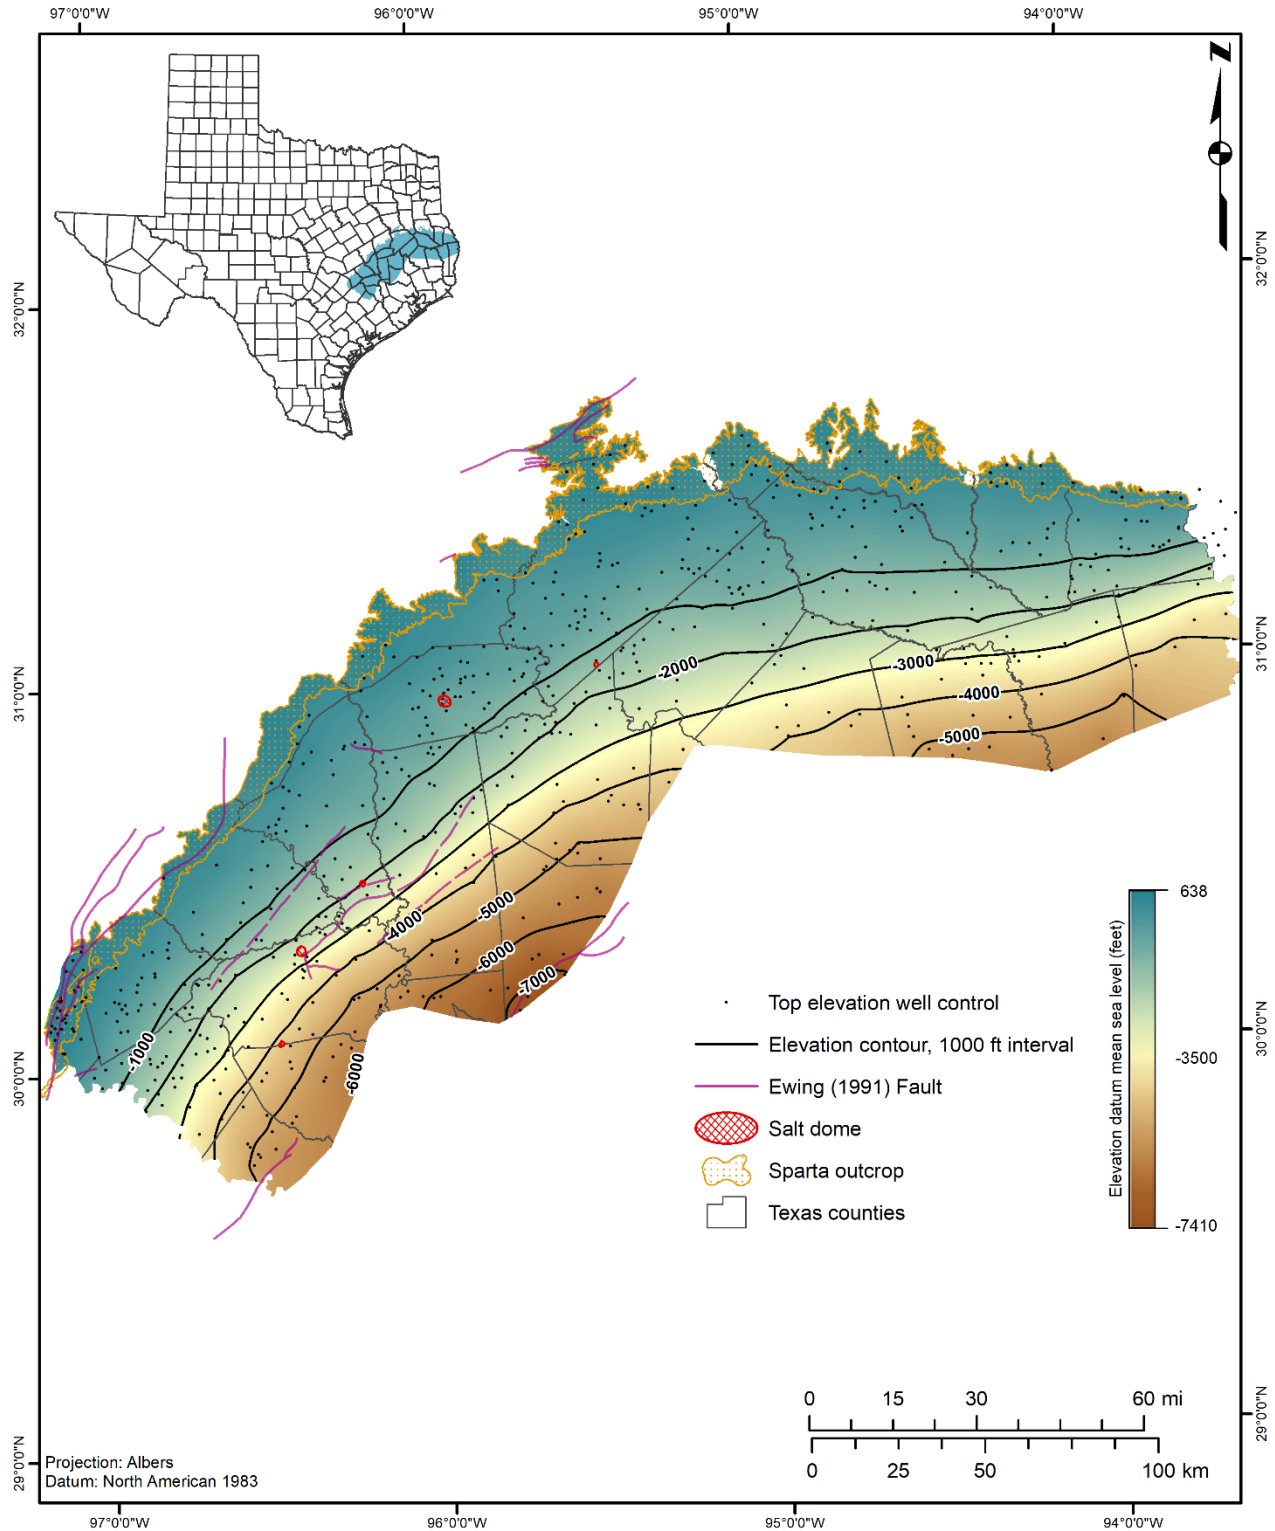 97°0'0"W 96°0'0"W 95°0'0"W 94°0'0"W
N
32°0'0"N
32°0'0"N
31°0'0"N
31°0'0"N
30°0'0"N
30°0'0"N
29°0'0"N
29°0'0"N
-2000
-3000
-4000
-5000
-4000
-5000
-6000
-7000
-1000
-6000
Top elevation well control
Elevation contour, 1000 ft interval
Ewing (1991) Fault
Salt dome
Sparta outcrop
Texas counties
Elevation datum mean sea level (feet)
638
-3500
-7410
0 15 30 60 mi
0 25 50 100 km
Projection: Albers
Datum: North American 1983
97°0'0"W 96°0'0"W 95°0'0"W 94°0'0"W